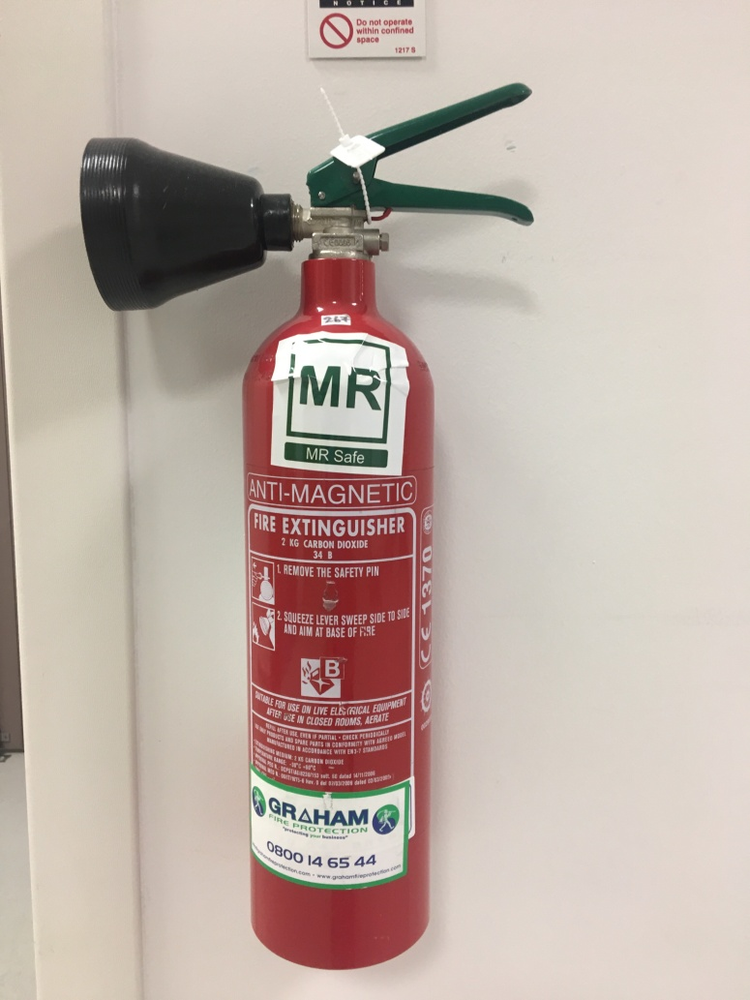 NOTICE
Do not operate
within confined
space
1217 S
267
MR
MR Safe
ANTI-MAGNETIC
FIRE EXTINGUISHER
2 KG CARBON DIOXIDE
34 B
1. REMOVE THE SAFETY PIN
2. SQUEEZE LEVER SWEEP SIDE TO SIDE
AND AIM AT BASE OF FIRE
B
SUITABLE FOR USE ON LIVE ELECTRICAL EQUIPMENT
AFTER USE IN CLOSED ROOMS, AERATE
REFILL AFTER USE, EVEN IF PARTIAL - CHECK PERIODICALLY
USE ONLY PRODUCTS AND SPARE PARTS IN CONFORMITY WITH AGREED MODEL
MANUFACTURED IN ACCORDANCE WITH EN3-7 STANDARDS
EXTINGUISHING MEDIUM: 2 KG CARBON DIOXIDE
TEMPERATURE RANGE: -30°C +60°C
CE 1370
GRAHAM
FIRE PROTECTION
"protecting your business"
0800 14 65 44
www.grahamfireprotection.com